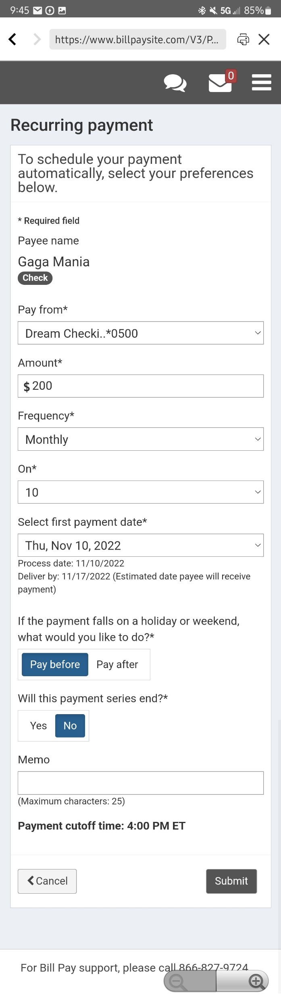 9:45
5G 85%
https://www.billpaysite.com/V3/P...
0
Recurring payment
To schedule your payment
automatically, select your preferences
below.
* Required field
Payee name
Gaga Mania
Check
Pay from*
Dream Checki..*0500
Amount*
$ 200
Frequency*
Monthly
On*
10
Select first payment date*
Thu, Nov 10, 2022
Process date: 11/10/2022
Deliver by: 11/17/2022 (Estimated date payee will receive
payment)
If the payment falls on a holiday or weekend,
what would you like to do?*
Pay before Pay after
Will this payment series end?*
Yes No
Memo
(Maximum characters: 25)
Payment cutoff time: 4:00 PM ET
Cancel Submit
For Bill Pay support, please call 866-827-9724